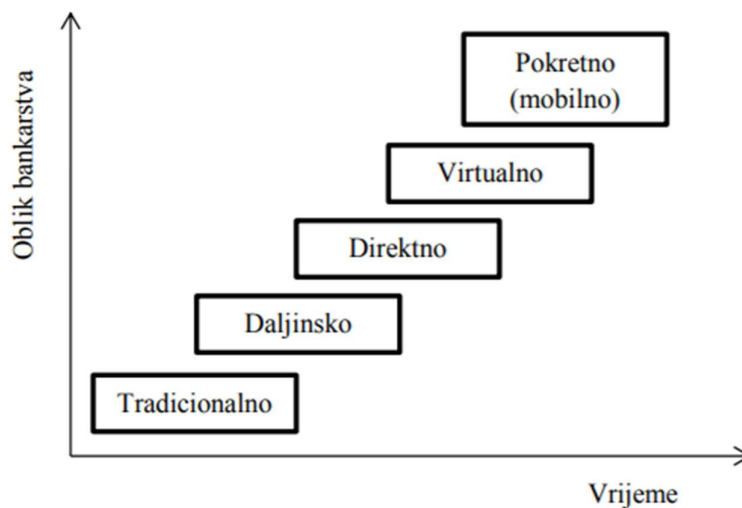 Pokretno
(mobilno)
Virtualno
Direktno
Daljinsko
Tradicionalno
Oblik bankarstva
Vrijeme